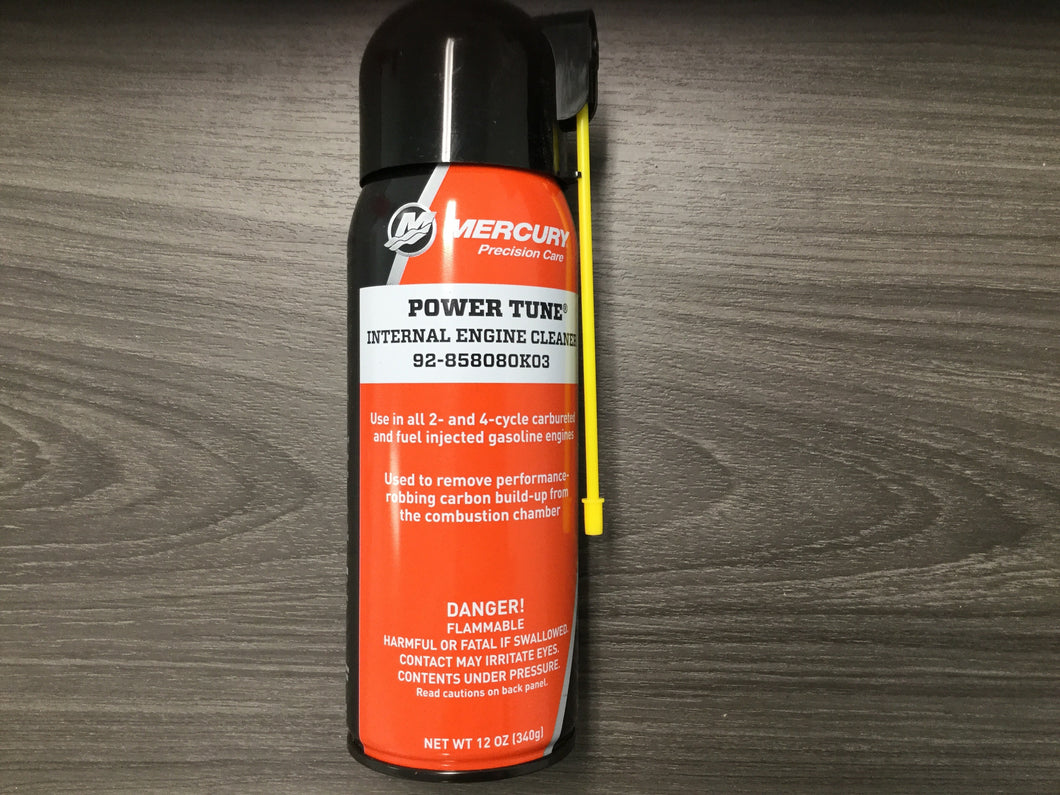 MERCURY
Precision Care
POWER TUNE®
INTERNAL ENGINE CLEANER
92-858080K03
Use in all 2- and 4-cycle carbureted
and fuel injected gasoline engines
Used to remove performance-
robbing carbon build-up from
the combustion chamber
DANGER!
FLAMMABLE
HARMFUL OR FATAL IF SWALLOWED.
CONTACT MAY IRRITATE EYES.
CONTENTS UNDER PRESSURE.
Read cautions on back panel.
NET WT 12 OZ (340g)